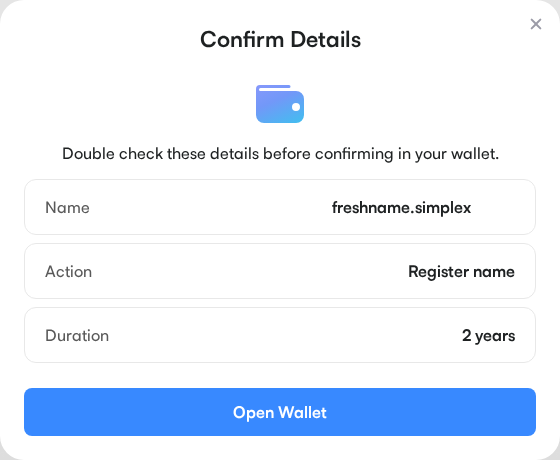 Confirm Details
Double check these details before confirming in your wallet.
Name freshname.simplex
Action Register name
Duration 2 years
Open Wallet